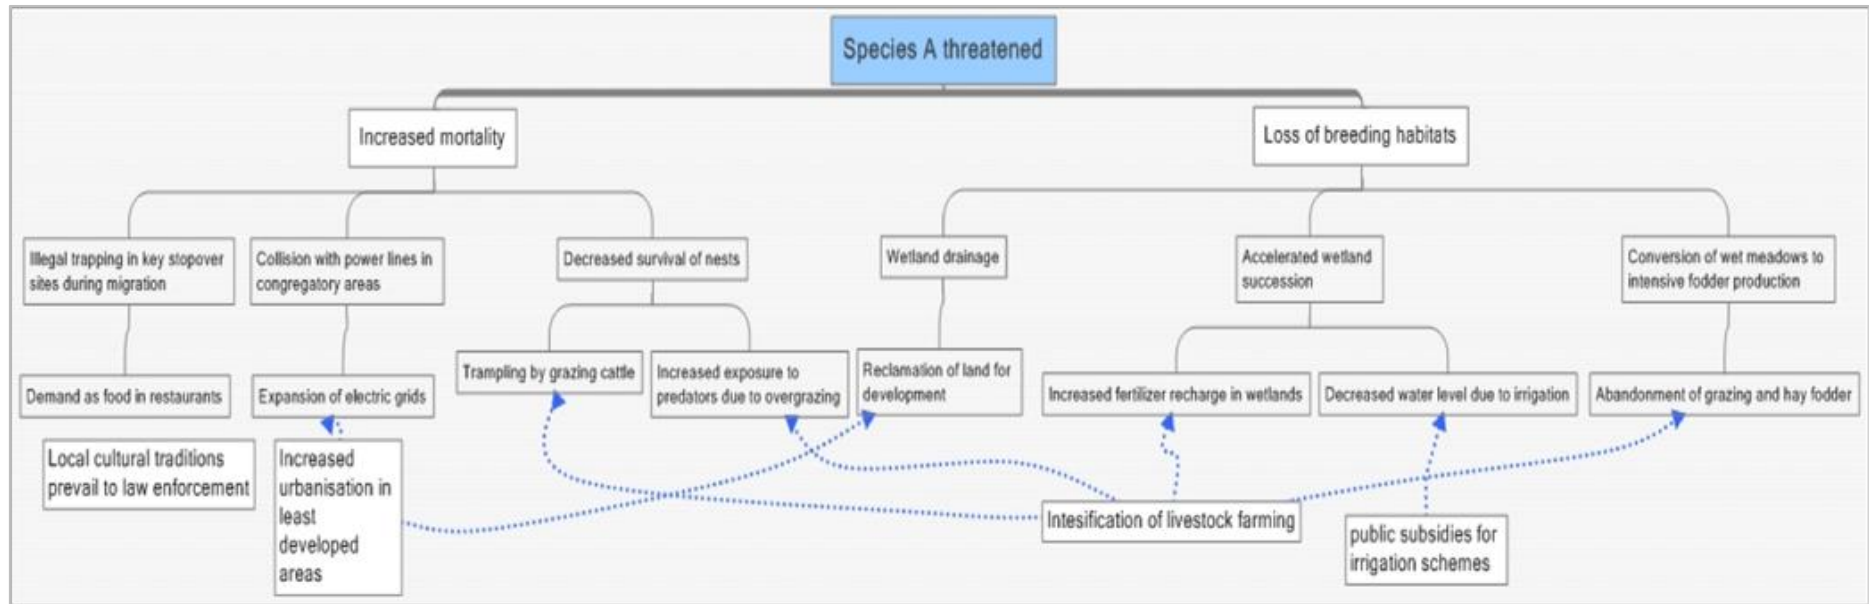 Species A threatened
Increased mortality
Loss of breeding habitats
Illegal trapping in key stopover
sites during migration
Collision with power lines in
congregatory areas
Decreased survival of nests
Wetland drainage
Accelerated wetland
succession
Conversion of wet meadows to
intensive fodder production
Demand as food in restaurants
Expansion of electric grids
Trampling by grazing cattle
Increased exposure to
predators due to overgrazing
Reclamation of land for
development
Increased fertilizer recharge in wetlands
Decreased water level due to irrigation
Abandonment of grazing and hay fodder
Local cultural traditions
prevail to law enforcement
Increased
urbanisation in
least
developed
areas
Intesification of livestock farming
public subsidies for
irrigation schemes